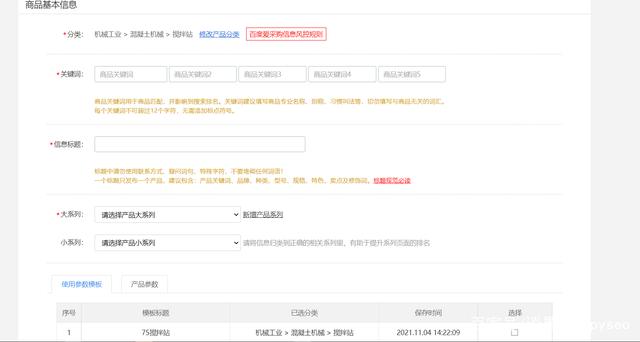 商品基本信息
*分类: 机械工业 > 混凝土机械 > 搅拌站 修改产品分类 百度爱采购信息风控规则
*关键词: 商品关键词 商品关键词2 商品关键词3 商品关键词4 商品关键词5
商品关键词用于商品匹配,并影响到搜索排名。关键词建议填写商品专业名称、别称、习惯叫法等,切勿填写与商品无关的词汇。
每个关键词不可超过12个字符,无需添加标点符号。
*信息标题:
标题中请勿使用联系方式、疑问词句、特殊字符,不要堆砌任何词语!
一个标题只发布一个产品,建议包含:产品关键词、品牌、种类、型号、规格、特色、卖点及修饰词。标题规范必读
*大系列: 请选择产品大系列 新增产品系列
小系列: 请选择产品小系列 请将信息归类到正确的相关系列里,有助于提升系列页面的排名
使用参数模板 产品参数
序号 模板标题 已选分类 保存时间 选择
1 75搅拌站 机械工业 > 混凝土机械 > 搅拌站 2021.11.04 14:22:09